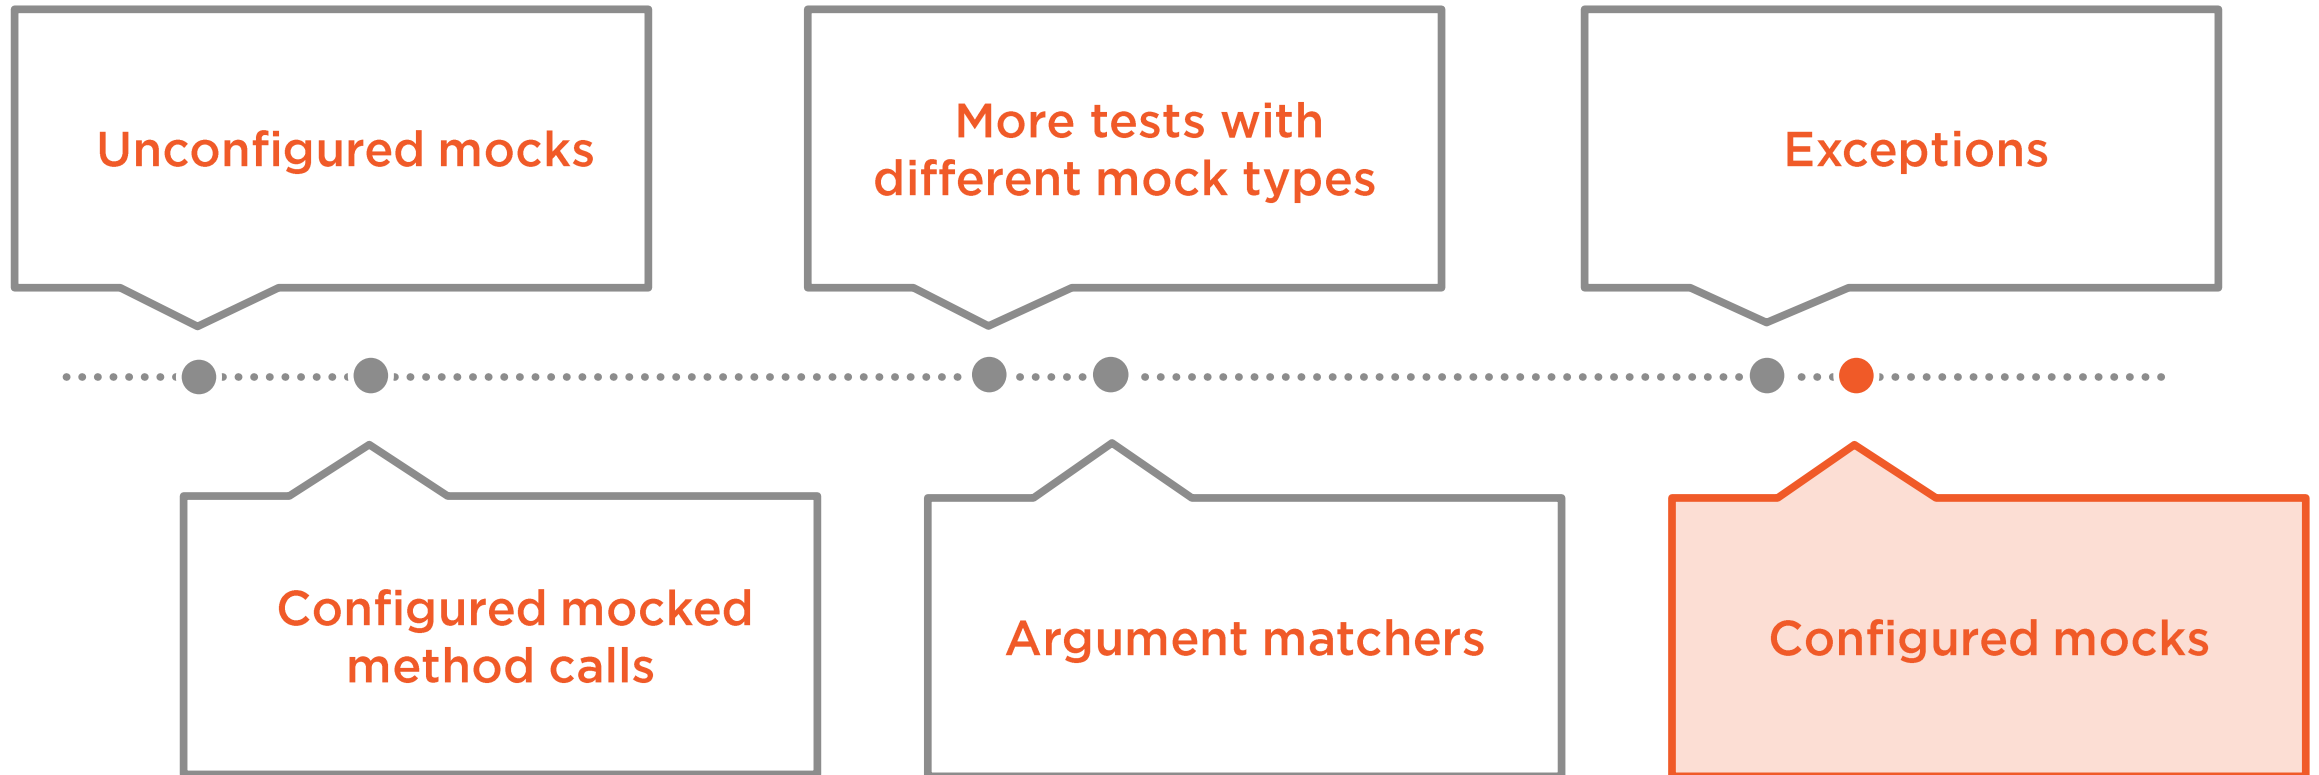 Unconfigured mocks
More tests with
different mock types
Exceptions
Configured mocked
method calls
Argument matchers
Configured mocks